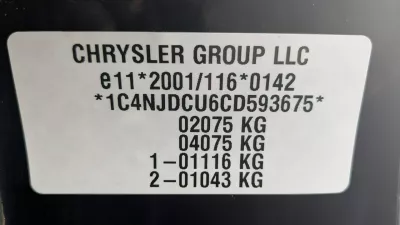 CHRYSLER GROUP LLC
e11*2001/116*0142
*1C4NJDCU6CD593675*
02075 KG
04075 KG
1-01116 KG
2-01043 KG